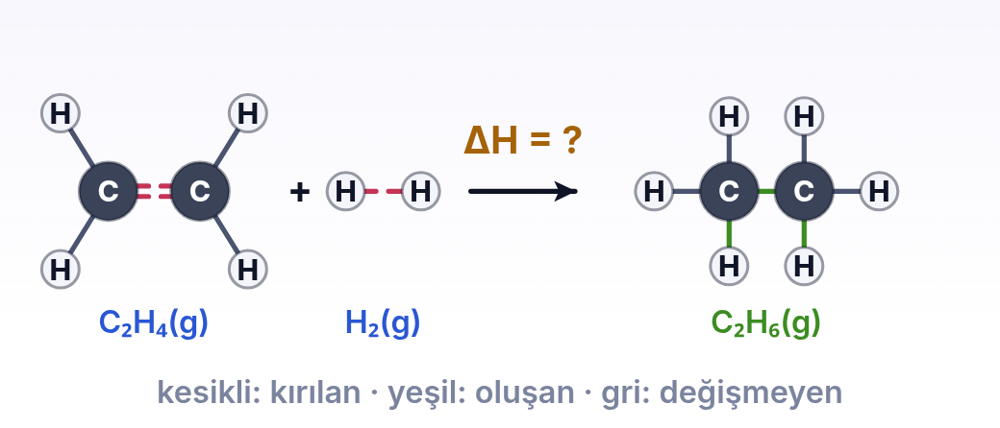 H H H H
ΔH = ?
C C + H H C C H H
H H H H
C₂H₄(g) H₂(g) C₂H₆(g)
kesikli: kırılan · yeşil: oluşan · gri: değişmeyen